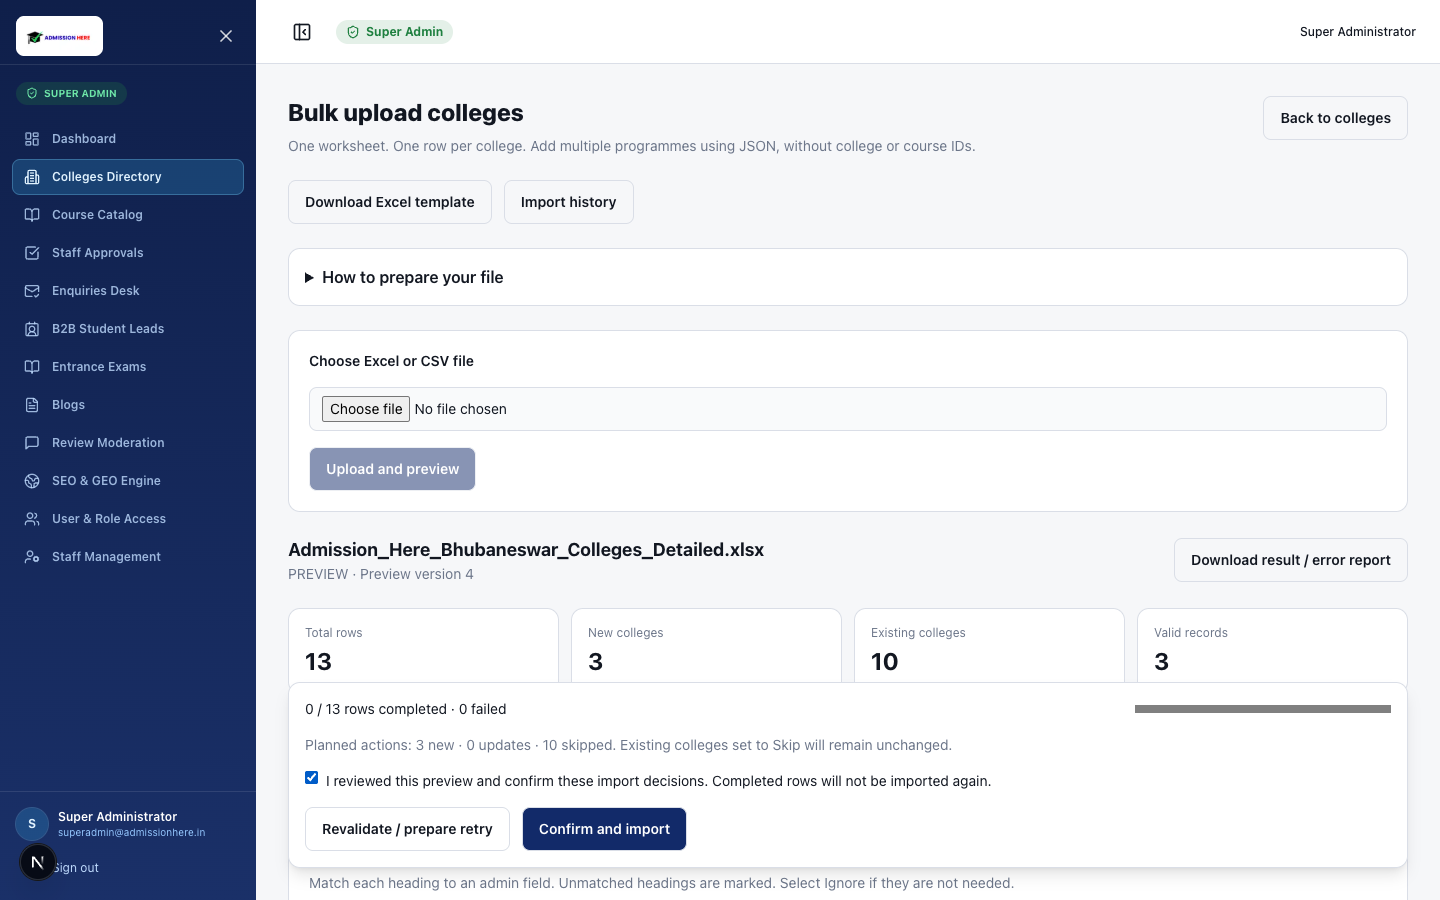 ADMISSION HERE
SUPER ADMIN
Dashboard
Colleges Directory
Course Catalog
Staff Approvals
Enquiries Desk
B2B Student Leads
Entrance Exams
Blogs
Review Moderation
SEO & GEO Engine
User & Role Access
Staff Management
S
Super Administrator
superadmin@admissionhere.in
N
Sign out
Super Admin
Super Administrator
Bulk upload colleges
One worksheet. One row per college. Add multiple programmes using JSON, without college or course IDs.
Back to colleges
Download Excel template
Import history
How to prepare your file
Choose Excel or CSV file
Choose file No file chosen
Upload and preview
Admission_Here_Bhubaneswar_Colleges_Detailed.xlsx
PREVIEW · Preview version 4
Download result / error report
Total rows
13
New colleges
3
Existing colleges
10
Valid records
3
0 / 13 rows completed · 0 failed
Planned actions: 3 new · 0 updates · 10 skipped. Existing colleges set to Skip will remain unchanged.
I reviewed this preview and confirm these import decisions. Completed rows will not be imported again.
Revalidate / prepare retry
Confirm and import
Match each heading to an admin field. Unmatched headings are marked. Select Ignore if they are not needed.